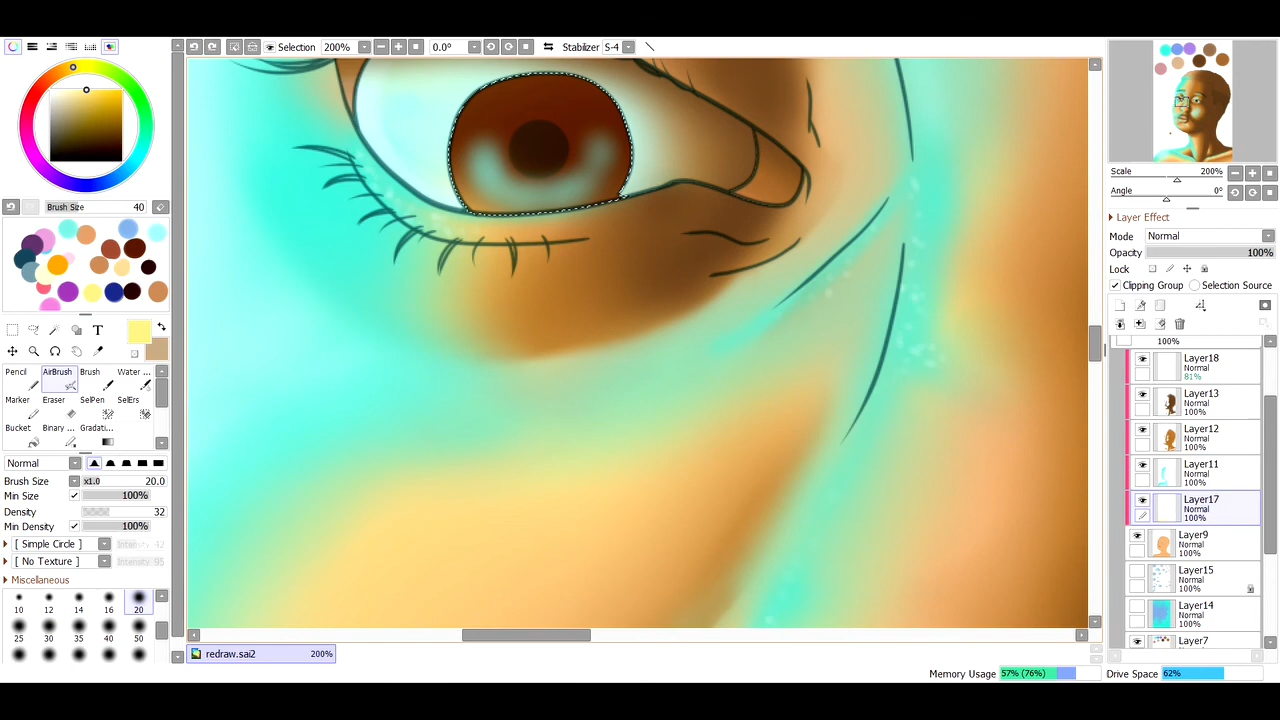 Selection 200% 0.0° Stabilizer S-4
Brush Size 40
T
Pencil AirBrush Brush Water ...
Marker Eraser SelPen SelErs
Bucket Binary ... Gradati...
Normal
Brush Size x1.0 20.0
Min Size 100%
Density 32
Min Density 100%
[ Simple Circle ] Intensity 42
[ No Texture ] Intensity 95
Miscellaneous
10 12 14 16 20
25 30 35 40 50
redraw.sai2 200%
Scale 200%
Angle 0°
Layer Effect
Mode Normal
Opacity 100%
Lock
Clipping Group Selection Source
100%
Layer18
Normal
81%
Layer13
Normal
100%
Layer12
Normal
100%
Layer11
Normal
100%
Layer17
Normal
100%
Layer9
Normal
100%
Layer15
Normal
100%
Layer14
Normal
100%
Layer7
Normal
Memory Usage 57% (76%) Drive Space 62%